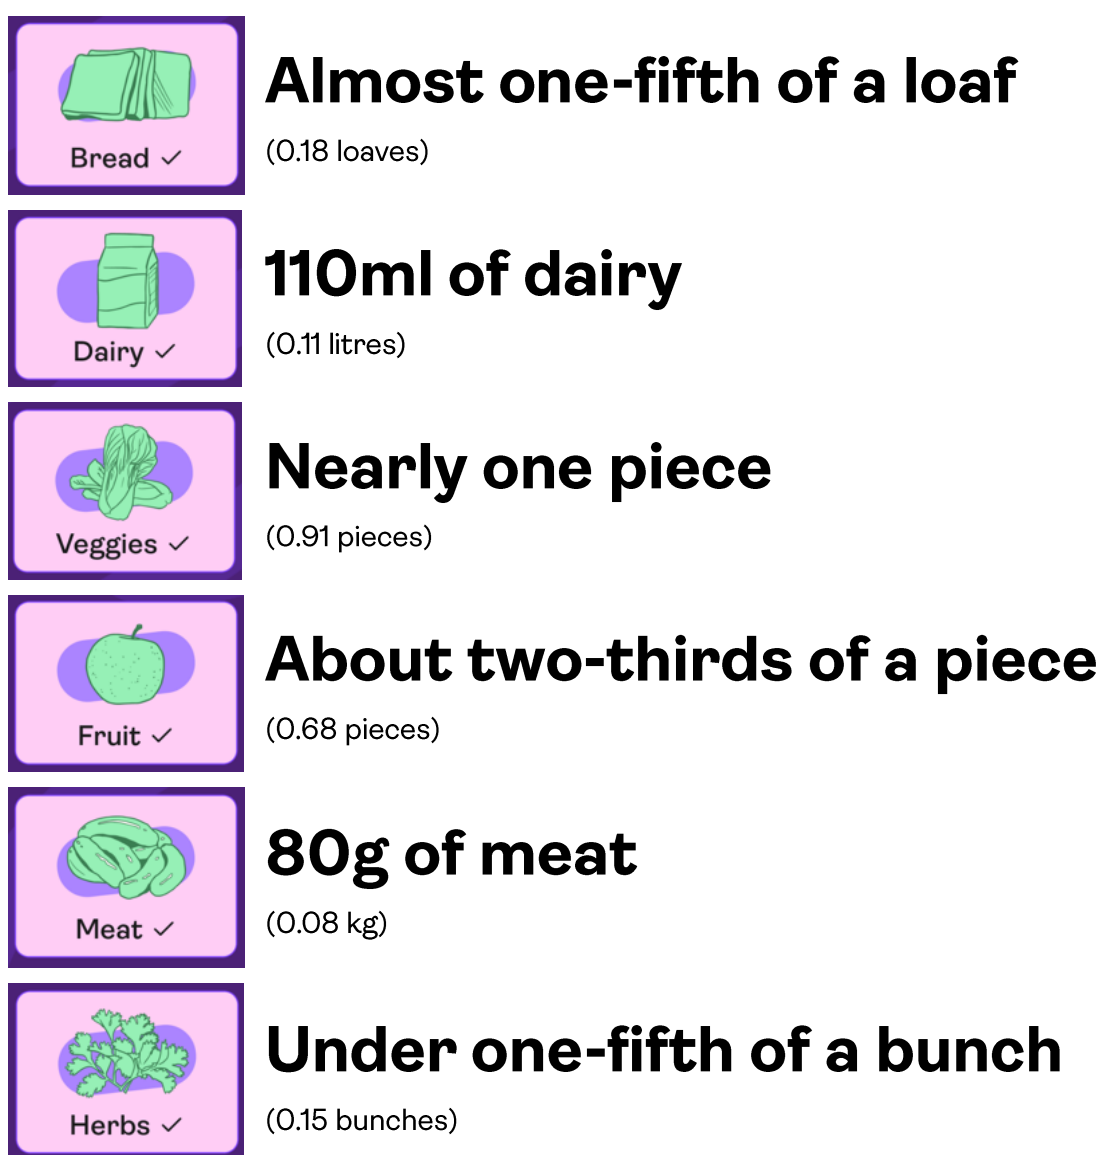 Bread ✓
Almost one-fifth of a loaf
(0.18 loaves)
Dairy ✓
110ml of dairy
(0.11 litres)
Veggies ✓
Nearly one piece
(0.91 pieces)
Fruit ✓
About two-thirds of a piece
(0.68 pieces)
Meat ✓
80g of meat
(0.08 kg)
Herbs ✓
Under one-fifth of a bunch
(0.15 bunches)